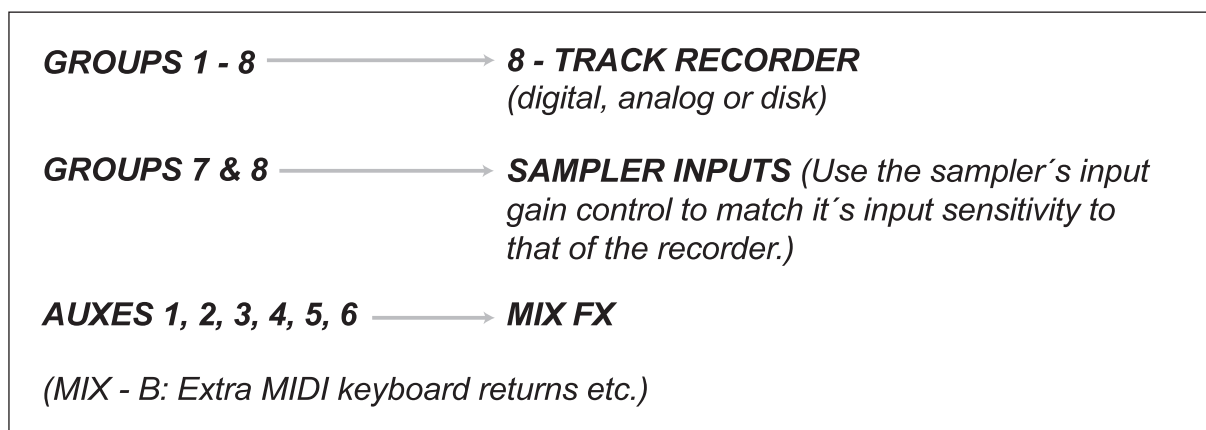 GROUPS 1 - 8 8 - TRACK RECORDER
(digital, analog or disk)
GROUPS 7 & 8 SAMPLER INPUTS (Use the sampler´s input
gain control to match it´s input sensitivity to
that of the recorder.)
AUXES 1, 2, 3, 4, 5, 6 MIX FX
(MIX - B: Extra MIDI keyboard returns etc.)